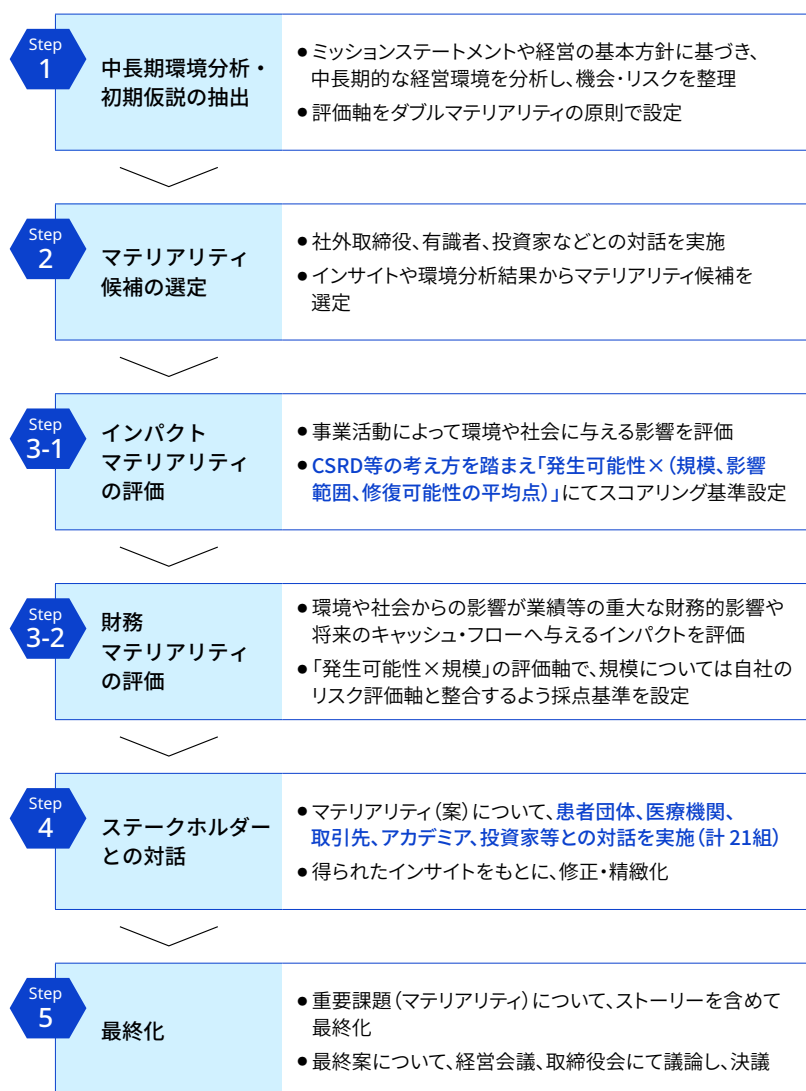 Step
1
中長期環境分析・
初期仮説の抽出
● ミッションステートメントや経営の基本方針に基づき、
中長期的な経営環境を分析し、機会・リスクを整理
● 評価軸をダブルマテリアリティの原則で設定
Step
2
マテリアリティ
候補の選定
● 社外取締役、有識者、投資家などとの対話を実施
● インサイトや環境分析結果からマテリアリティ候補を
選定
Step
3-1
インパクト
マテリアリティ
の評価
● 事業活動によって環境や社会に与える影響を評価
● CSRD等の考え方を踏まえ「発生可能性×(規模、影響
範囲、修復可能性の平均点)」にてスコアリング基準設定
Step
3-2
財務
マテリアリティ
の評価
● 環境や社会からの影響が業績等の重大な財務的影響や
将来のキャッシュ・フローへ与えるインパクトを評価
● 「発生可能性×規模」の評価軸で、規模については自社の
リスク評価軸と整合するよう採点基準を設定
Step
4
ステークホルダー
との対話
● マテリアリティ(案)について、患者団体、医療機関、
取引先、アカデミア、投資家等との対話を実施(計 21組)
● 得られたインサイトをもとに、修正・精緻化
Step
5
最終化
● 重要課題(マテリアリティ)について、ストーリーを含めて
最終化
● 最終案について、経営会議、取締役会にて議論し、決議